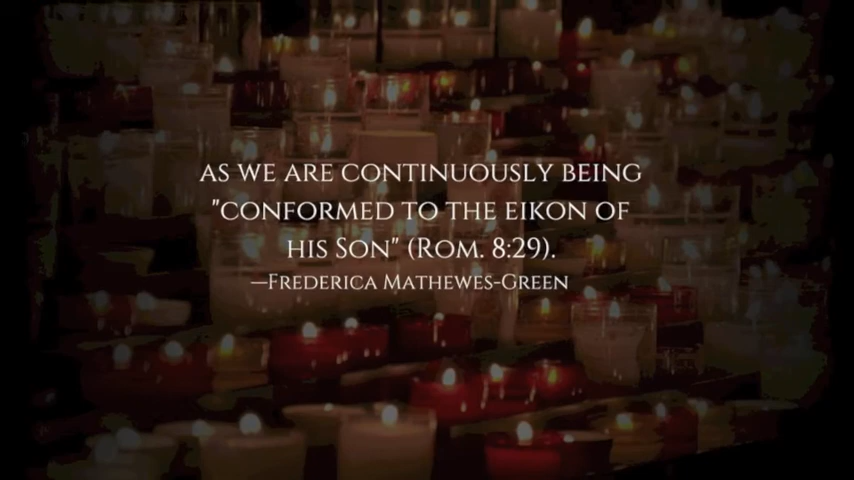 AS WE ARE CONTINUOUSLY BEING
"CONFORMED TO THE EIKON OF
HIS SON" (ROM. 8:29).
—FREDERICA MATHEWES-GREEN